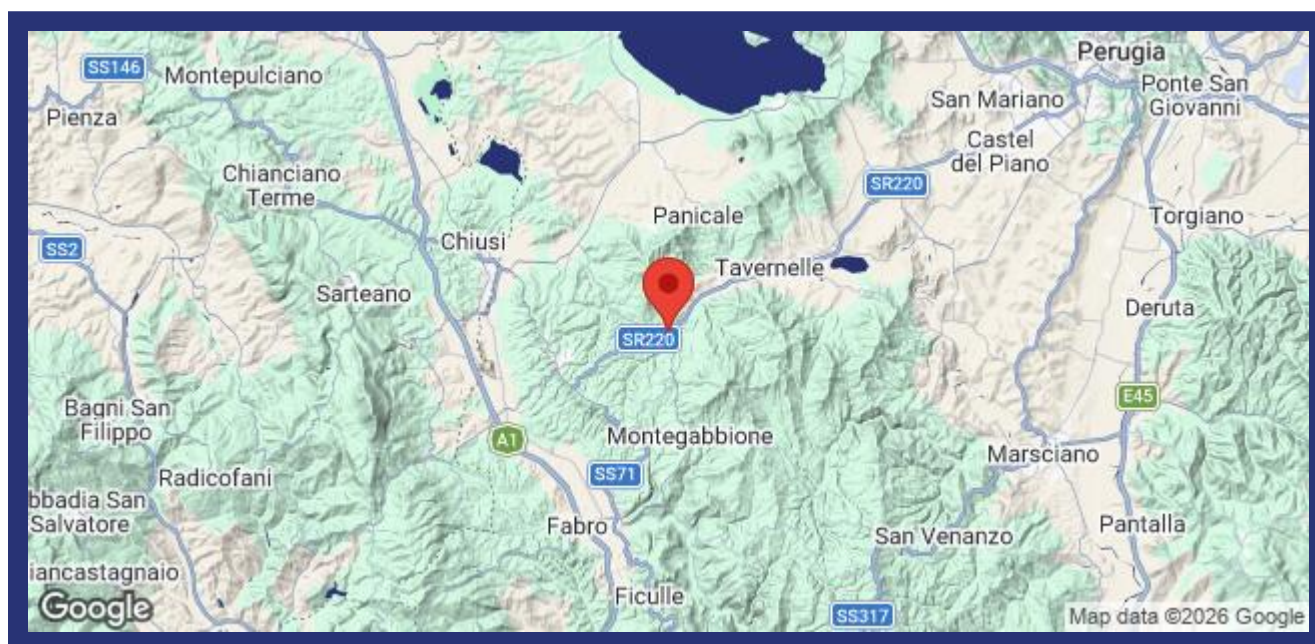 Perugia
SS146
Montepulciano
Ponte San
Giovanni
San Mariano
Pienza
Castel
del Piano
Chianciano
Terme
SR220
Panicale
Torgiano
SS2
Chiusi
Tavernelle
Sarteano
Deruta
SR220
E45
Bagni San
Filippo
A1
Montegabbione
Marsciano
Radicofani
SS71
bbadia San
Salvatore
Fabro
San Venanzo
Pantalla
iancastagnaio
Ficulle
Google
SS317
Map data ©2026 Google